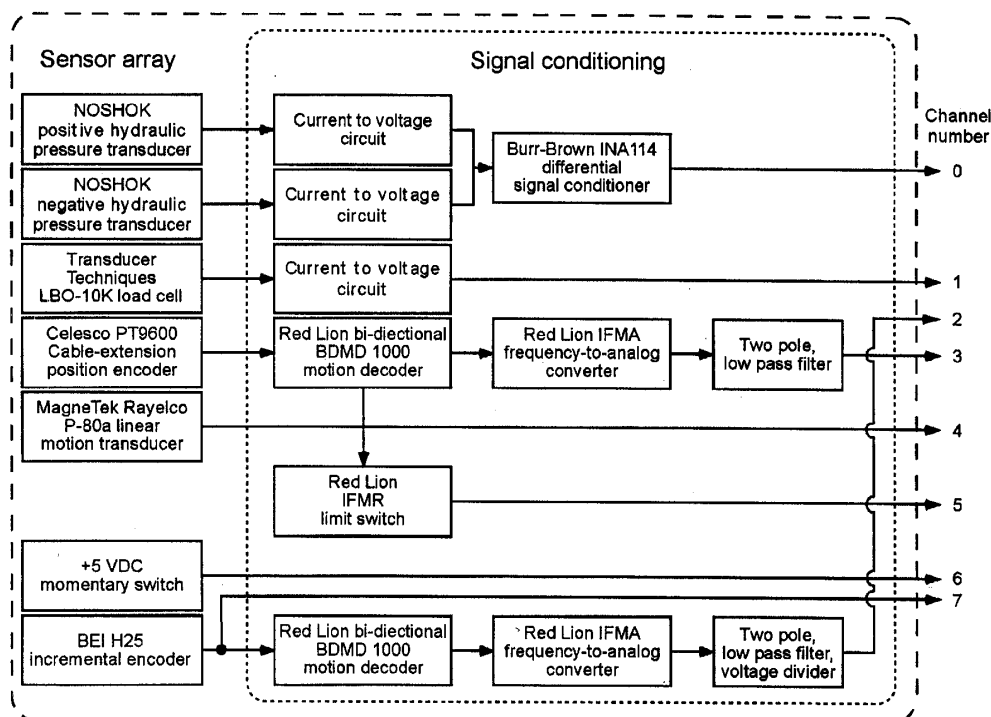 Sensor array
Signal conditioning
Channel
number
NOSHOK
positive hydraulic
pressure transducer
Current to voltage
circuit
Burr-Brown INA114
differential
signal conditioner
0
NOSHOK
negative hydraulic
pressure transducer
Current to voltage
circuit
Transducer
Techniques
LBO-10K load cell
Current to voltage
circuit
1
2
Celesco PT9600
Cable-extension
position encoder
Red Lion bi-diectional
BDMD 1000
motion decoder
Red Lion IFMA
frequency-to-analog
converter
Two pole,
low pass filter
3
MagneTek Rayelco
P-80a linear
motion transducer
4
Red Lion
IFMR
limit switch
5
+5 VDC
momentary switch
6
7
BEI H25
incremental encoder
Red Lion bi-diectional
BDMD 1000
motion decoder
Red Lion IFMA
frequency-to-analog
converter
Two pole,
low pass filter,
voltage divider